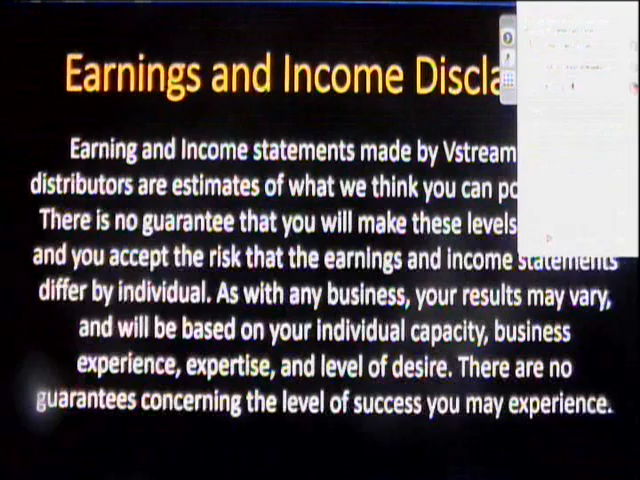 Earnings and Income
Earning and Income statements made by Vstream
distributors are estimates of what we think you can
There is no guarantee that you will make these levels
and you accept the risk that the earnings and income statements
differ by individual. As with any business, your results may vary,
and will be based on your individual capacity, business
experience, expertise, and level of desire. There are no
guarantees concerning the level of success you may experience.